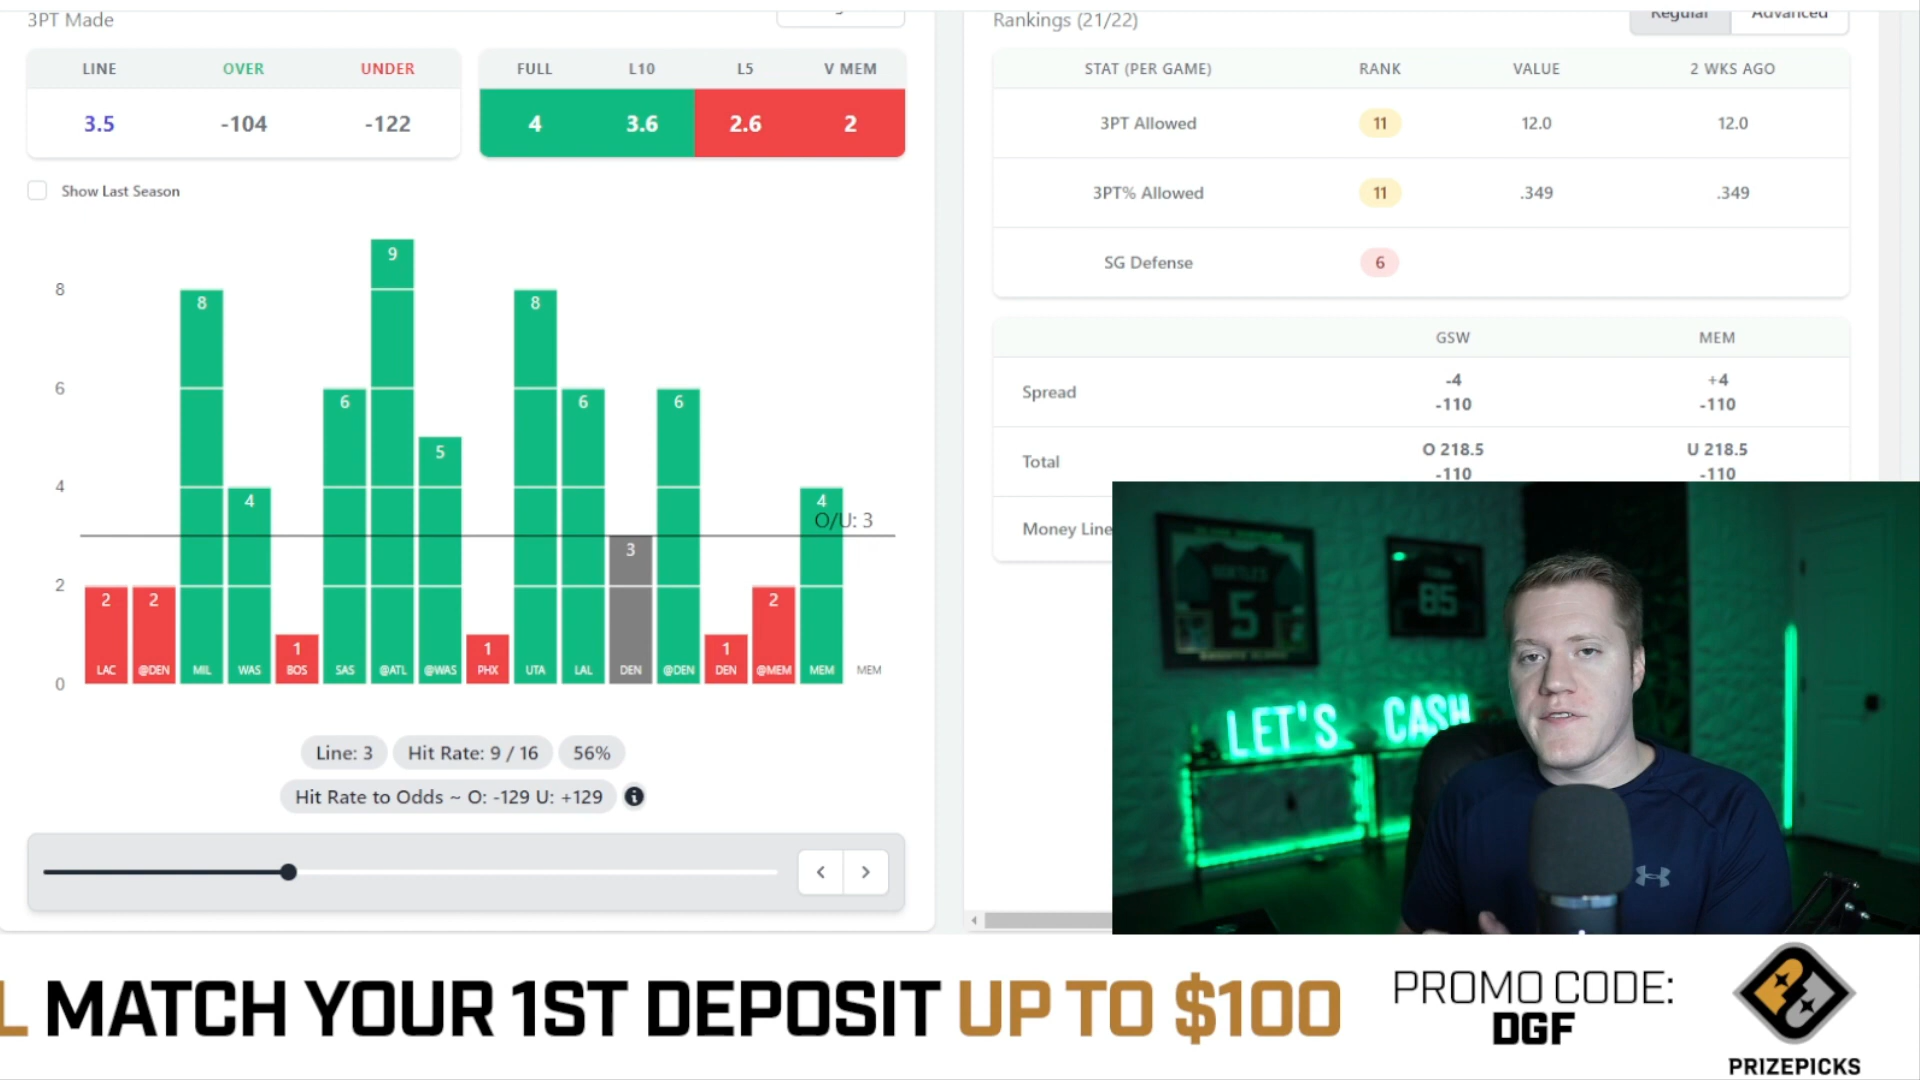 3PT Made
LINE OVER UNDER
3.5 -104 -122
FULL L10 L5 V MEM
4 3.6 2.6 2
Show Last Season
8
6
4
2
0
2 2 8 4 1 6 9 5 1 8 6 3 6 1 2 4
O/U: 3
LAC @DEN MIL WAS BOS SAS @ATL @WAS PHX UTA LAL DEN @DEN DEN @MEM MEM MEM
Line: 3 Hit Rate: 9 / 16 56%
Hit Rate to Odds ~ O: -129 U: +129
Rankings (21/22)
Regular Advanced
STAT (PER GAME) RANK VALUE 2 WKS AGO
3PT Allowed 11 12.0 12.0
3PT% Allowed 11 .349 .349
SG Defense 6
GSW MEM
Spread -4 +4
-110 -110
Total O 218.5 U 218.5
-110 -110
Money Line
5
85
LET'S CASH
L MATCH YOUR 1ST DEPOSIT UP TO $100
PROMO CODE:
DGF
PRIZEPICKS